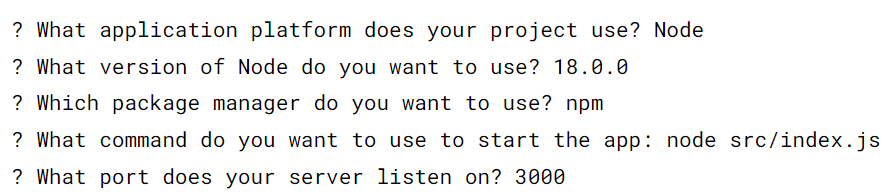 ? What application platform does your project use? Node
? What version of Node do you want to use? 18.0.0
? Which package manager do you want to use? npm
? What command do you want to use to start the app: node src/index.js
? What port does your server listen on? 3000